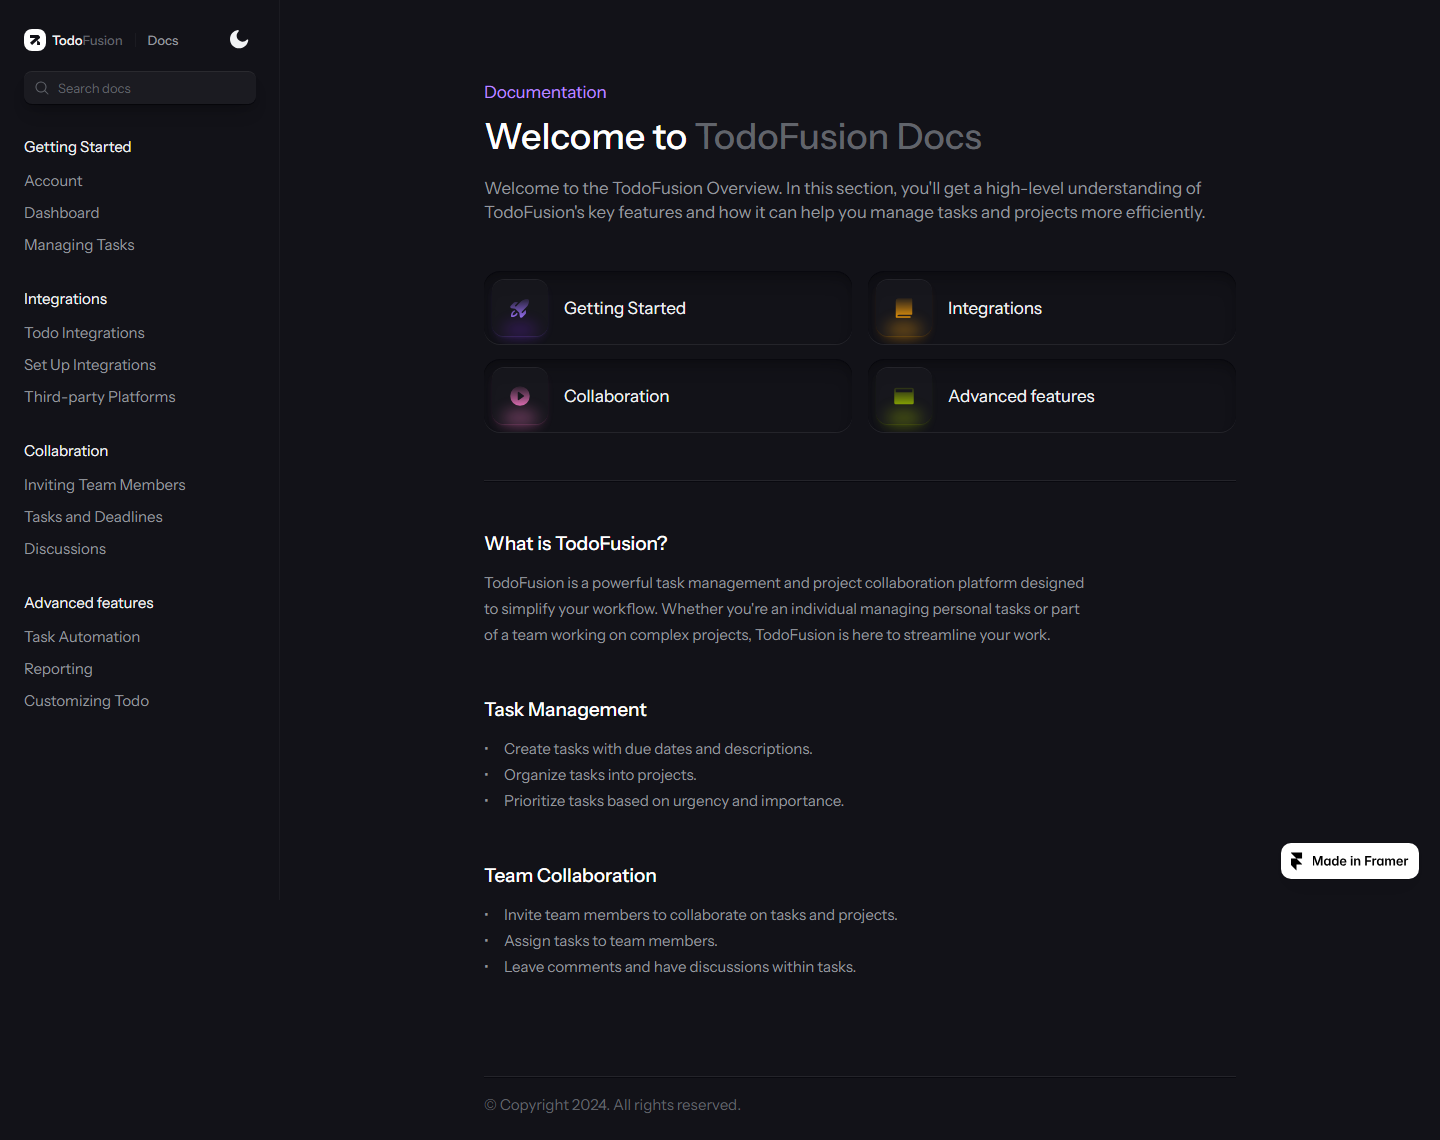 TodoFusion
Docs
Search docs
Getting Started
Account
Dashboard
Managing Tasks
Integrations
Todo Integrations
Set Up Integrations
Third-party Platforms
Collabration
Inviting Team Members
Tasks and Deadlines
Discussions
Advanced features
Task Automation
Reporting
Customizing Todo
Documentation
Welcome to TodoFusion Docs
Welcome to the TodoFusion Overview. In this section, you'll get a high-level understanding of
TodoFusion's key features and how it can help you manage tasks and projects more efficiently.
Getting Started
Integrations
Collaboration
Advanced features
What is TodoFusion?
TodoFusion is a powerful task management and project collaboration platform designed
to simplify your workflow. Whether you're an individual managing personal tasks or part
of a team working on complex projects, TodoFusion is here to streamline your work.
Task Management
• Create tasks with due dates and descriptions.
• Organize tasks into projects.
• Prioritize tasks based on urgency and importance.
Team Collaboration
• Invite team members to collaborate on tasks and projects.
• Assign tasks to team members.
• Leave comments and have discussions within tasks.
© Copyright 2024. All rights reserved.
Made in Framer